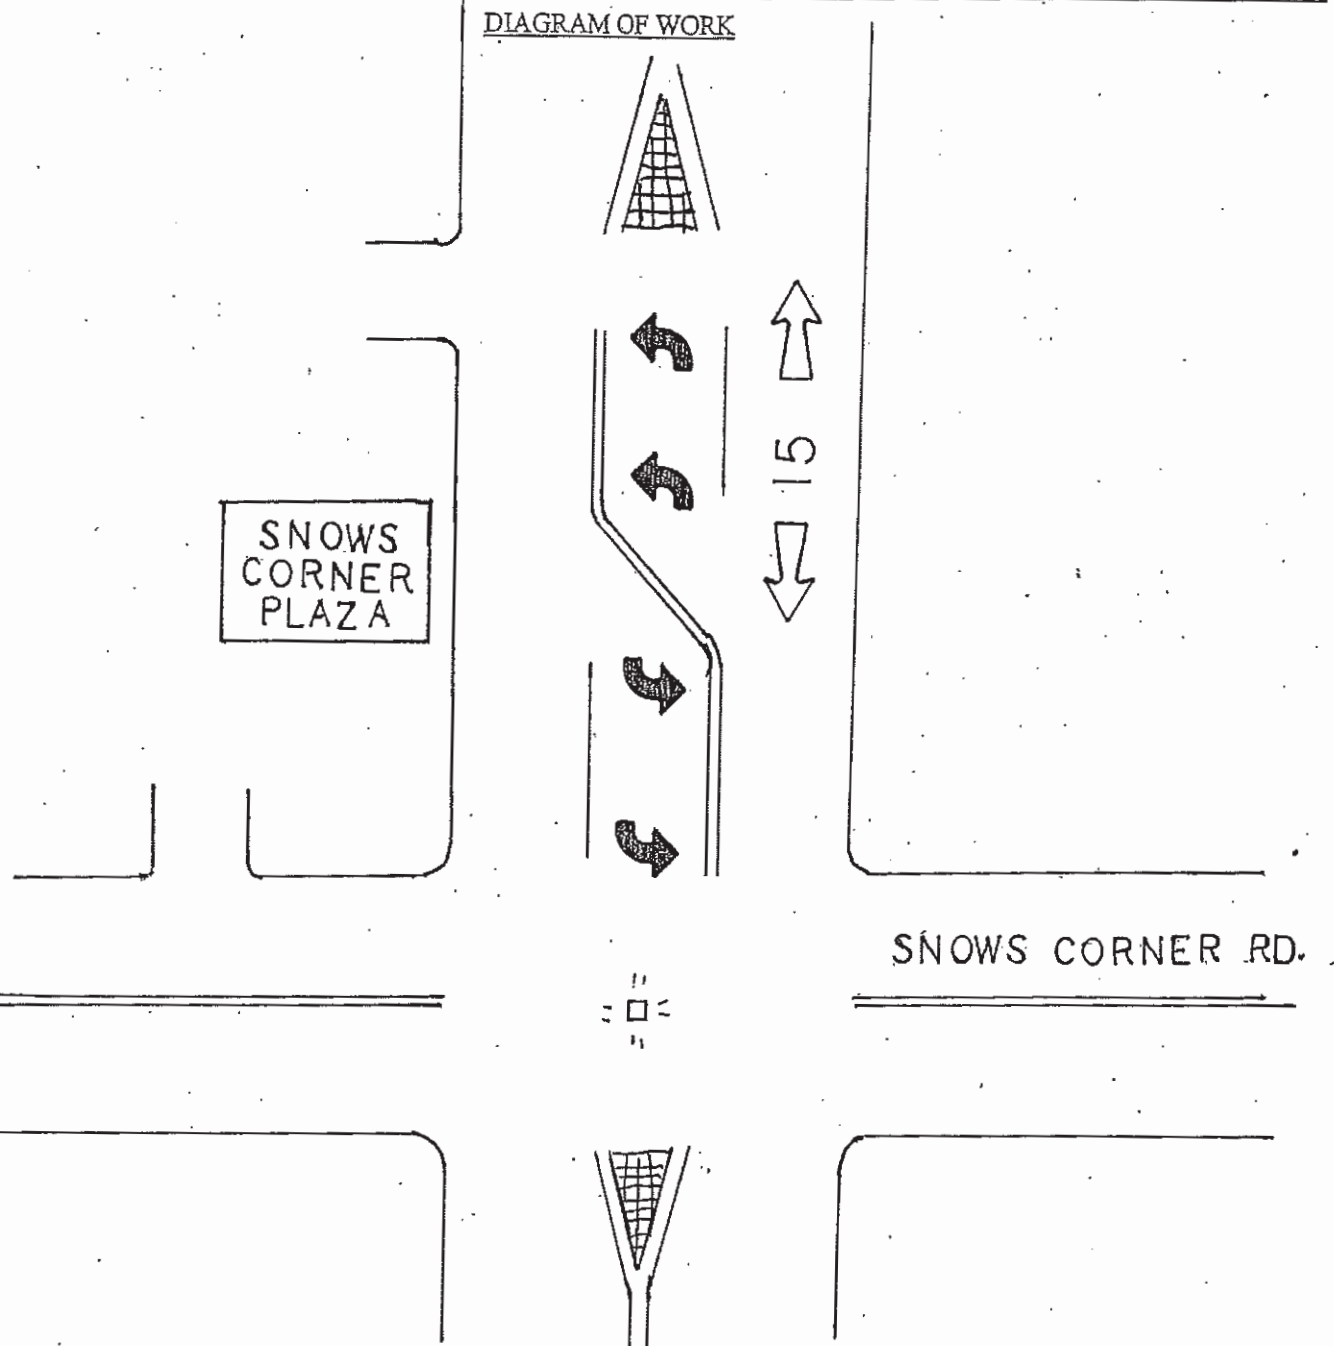 DIAGRAM OF WORK
15
SNOWS
CORNER
PLAZA
SNOWS CORNER RD.